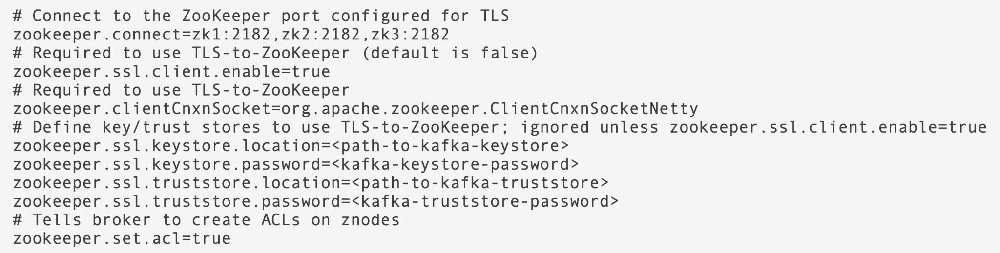 # Connect to the ZooKeeper port configured for TLS
zookeeper.connect=zk1:2182,zk2:2182,zk3:2182
# Required to use TLS-to-ZooKeeper (default is false)
zookeeper.ssl.client.enable=true
# Required to use TLS-to-ZooKeeper
zookeeper.clientCnxnSocket=org.apache.zookeeper.ClientCnxnSocketNetty
# Define key/trust stores to use TLS-to-ZooKeeper; ignored unless zookeeper.ssl.client.enable=true
zookeeper.ssl.keystore.location=<path-to-kafka-keystore>
zookeeper.ssl.keystore.password=<kafka-keystore-password>
zookeeper.ssl.truststore.location=<path-to-kafka-truststore>
zookeeper.ssl.truststore.password=<kafka-truststore-password>
# Tells broker to create ACLs on znodes
zookeeper.set.acl=true